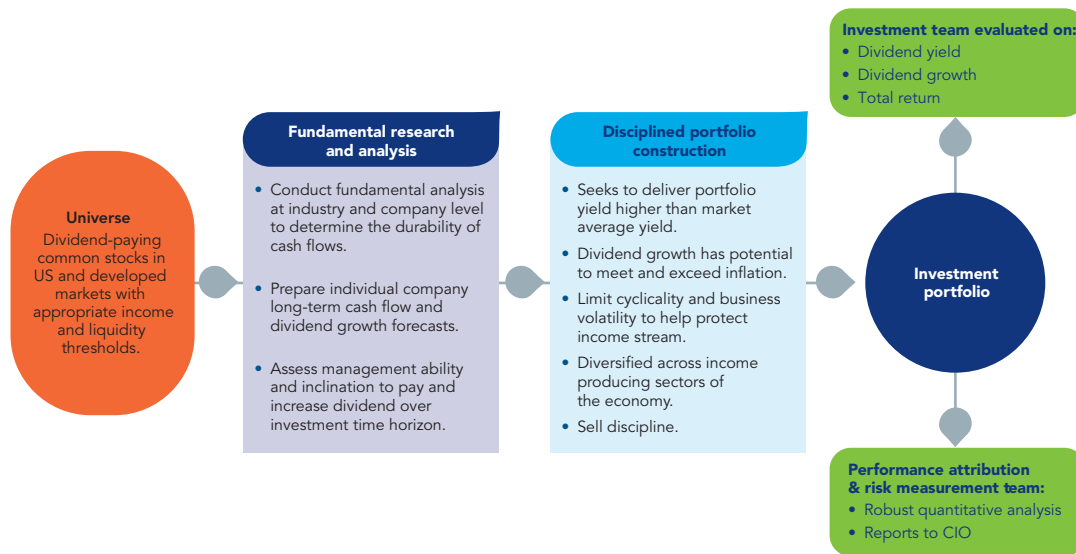 Universe
Dividend-paying
common stocks in
US and developed
markets with
appropriate income
and liquidity
thresholds.
Fundamental research
and analysis
• Conduct fundamental analysis
at industry and company level
to determine the durability of
cash flows.
• Prepare individual company
long-term cash flow and
dividend growth forecasts.
• Assess management ability
and inclination to pay and
increase dividend over
investment time horizon.
Disciplined portfolio
construction
• Seeks to deliver portfolio
yield higher than market
average yield.
• Dividend growth has potential
to meet and exceed inflation.
• Limit cyclicality and business
volatility to help protect
income stream.
• Diversified across income
producing sectors of
the economy.
• Sell discipline.
Investment team evaluated on:
• Dividend yield
• Dividend growth
• Total return
Investment
portfolio
Performance attribution
& risk measurement team:
• Robust quantitative analysis
• Reports to CIO